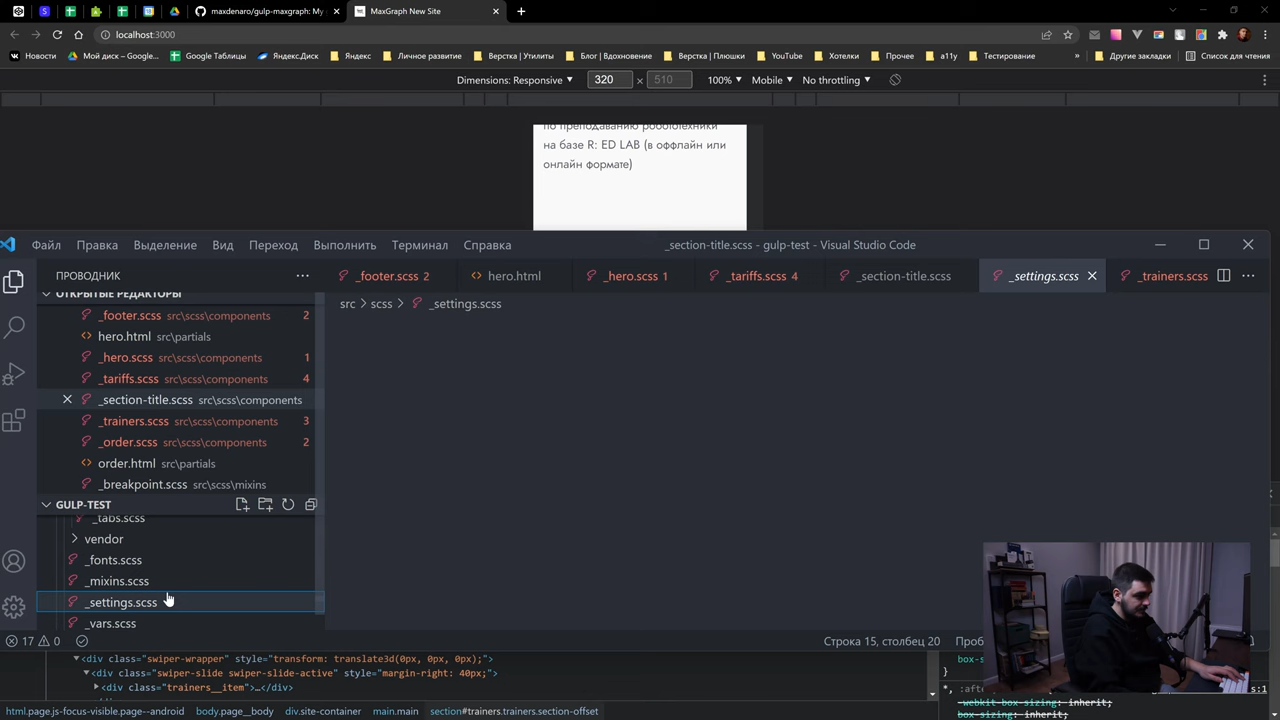 maxdenaro/gulp-maxgraph: My
MaxGraph New Site
localhost:3000
Новости
Мой диск – Google...
Google Таблицы
Яндекс.Диск
Яндекс
Личное развитие
Верстка | Утилиты
Блог | Вдохновение
Верстка | Плюшки
YouTube
Хотелки
Прочее
a11y
Тестирование
»
Другие закладки
Список для чтения
Dimensions: Responsive
320
×
510
100%
Mobile
No throttling
по преподаванию робототехники
на базе R: ED LAB (в оффлайн или
онлайн формате)
Файл
Правка
Выделение
Вид
Переход
Выполнить
Терминал
Справка
_section-title.scss - gulp-test - Visual Studio Code
ПРОВОДНИК
_footer.scss 2
hero.html
_hero.scss 1
_tariffs.scss 4
_section-title.scss
_settings.scss
_trainers.scss
ОТКРЫТЫЕ РЕДАКТОРЫ
src > scss > _settings.scss
_footer.scss src\scss\components 2
hero.html src\partials
_hero.scss src\scss\components 1
_tariffs.scss src\scss\components 4
_section-title.scss src\scss\components
_trainers.scss src\scss\components 3
_order.scss src\scss\components 2
order.html src\partials
_breakpoint.scss src\scss\mixins
GULP-TEST
_tabs.scss
vendor
_fonts.scss
_mixins.scss
_settings.scss
_vars.scss
17
0
Строка 15, столбец 20
<div class="swiper-wrapper" style="transform: translate3d(0px, 0px, 0px);">
<div class="swiper-slide swiper-slide-active" style="margin-right: 40px;">
<div class="trainers__item">…</div>
html.page.js-focus-visible.page--android
body.page__body
div.site-container
main.main
section#trainers.trainers.section-offset
}
-webkit-box-sizing: inherit;
box-sizing: inherit;